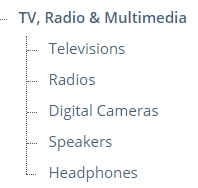 TV, Radio & Multimedia
Televisions
Radios
Digital Cameras
Speakers
Headphones